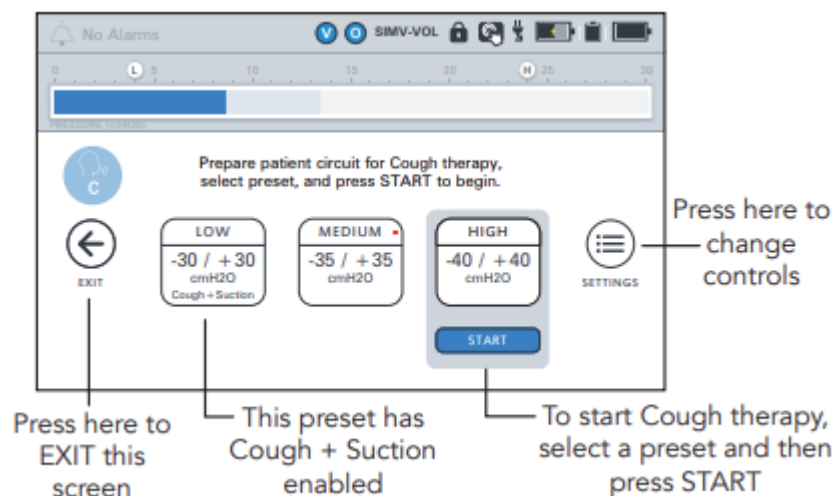 No Alarms
V O SIMV-VOL
0 L 5 10 15 20 H 25 30
PRESSURE (cmH2O)
Prepare patient circuit for Cough therapy,
select preset, and press START to begin.
C
LOW
-30 / +30
cmH2O
Cough+Suction
MEDIUM
-35 / +35
cmH2O
HIGH
-40 / +40
cmH2O
START
EXIT
SETTINGS
Press here to
change
controls
Press here to
EXIT this
screen
This preset has
Cough + Suction
enabled
To start Cough therapy,
select a preset and then
press START